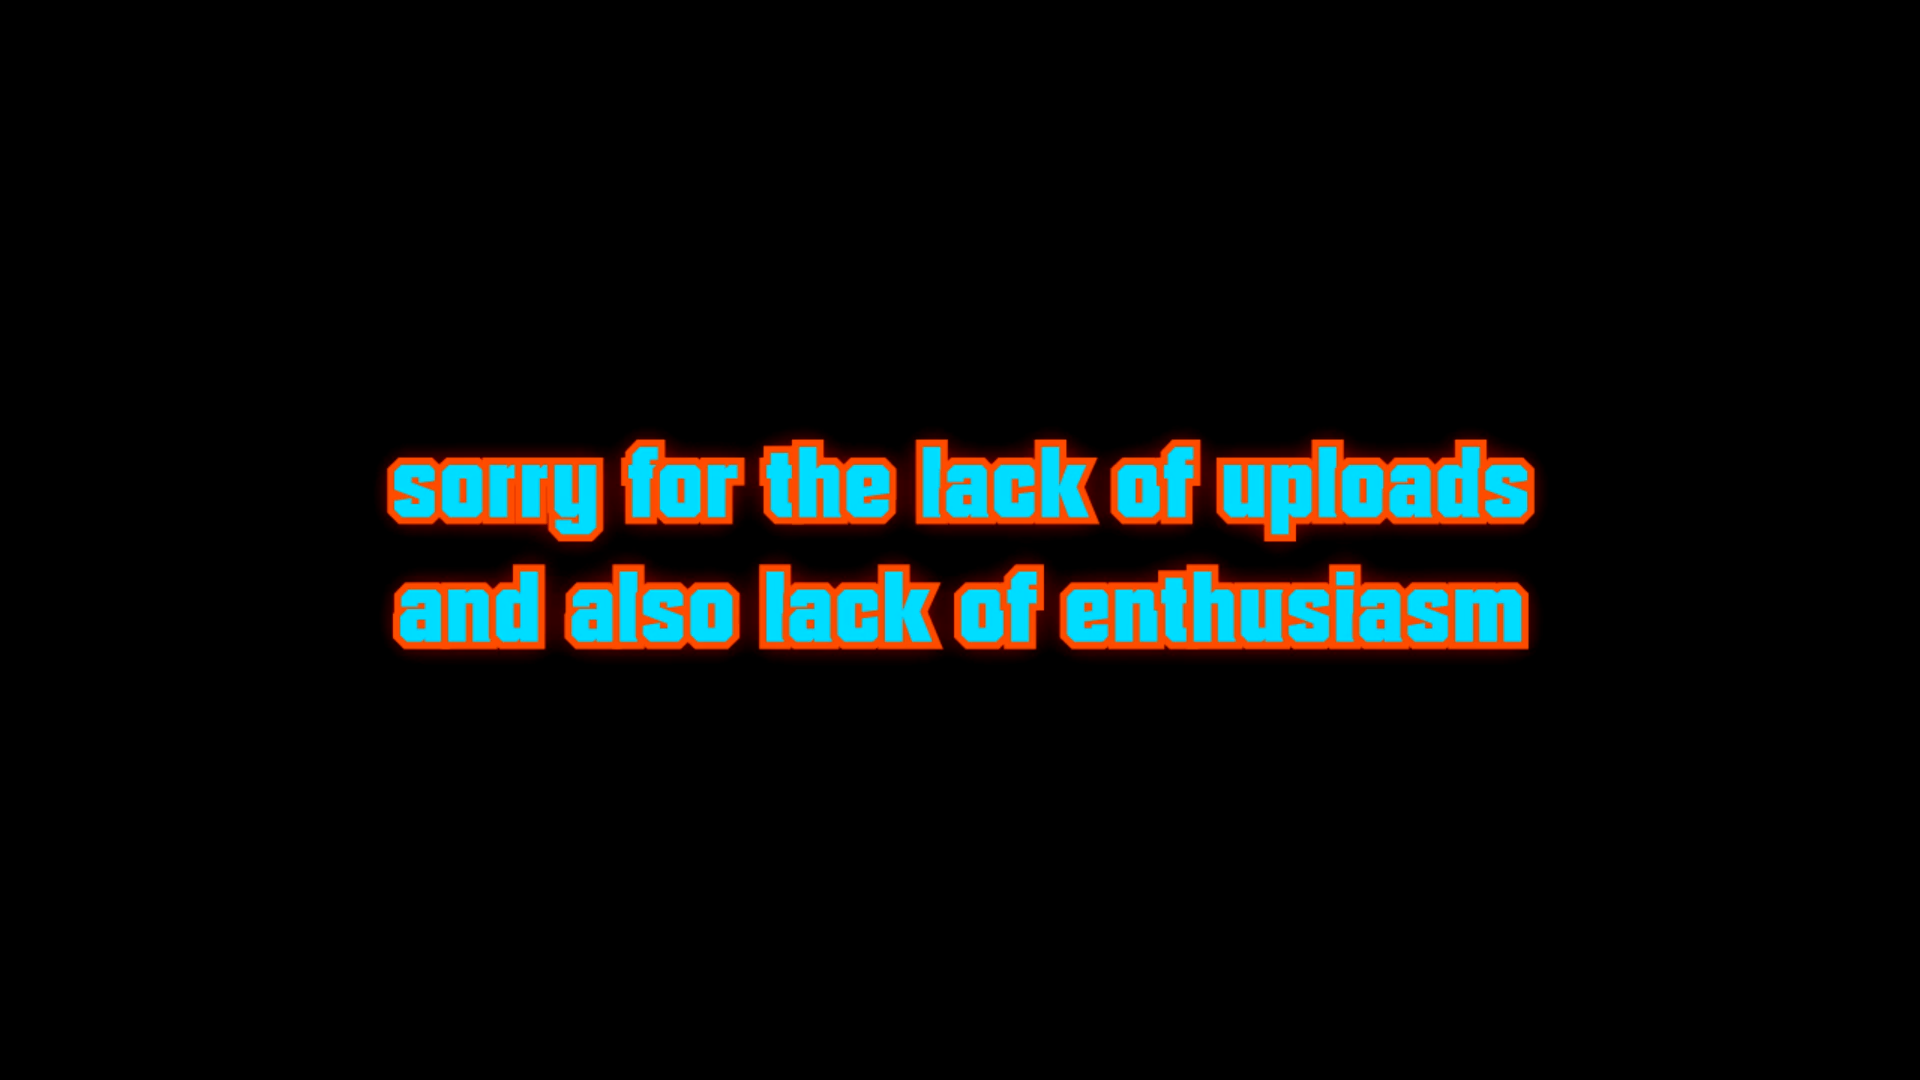 sorry for the lack of uploads
and also lack of enthusiasm